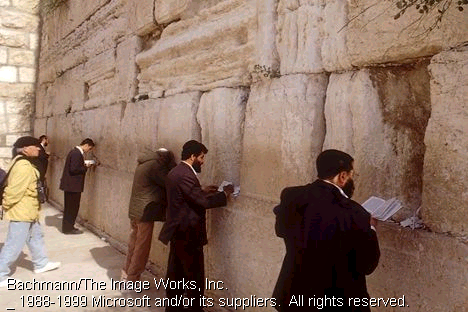 Bachmann/The Image Works, Inc.
_ 1988-1999 Microsoft and/or its suppliers.  All rights reserved.